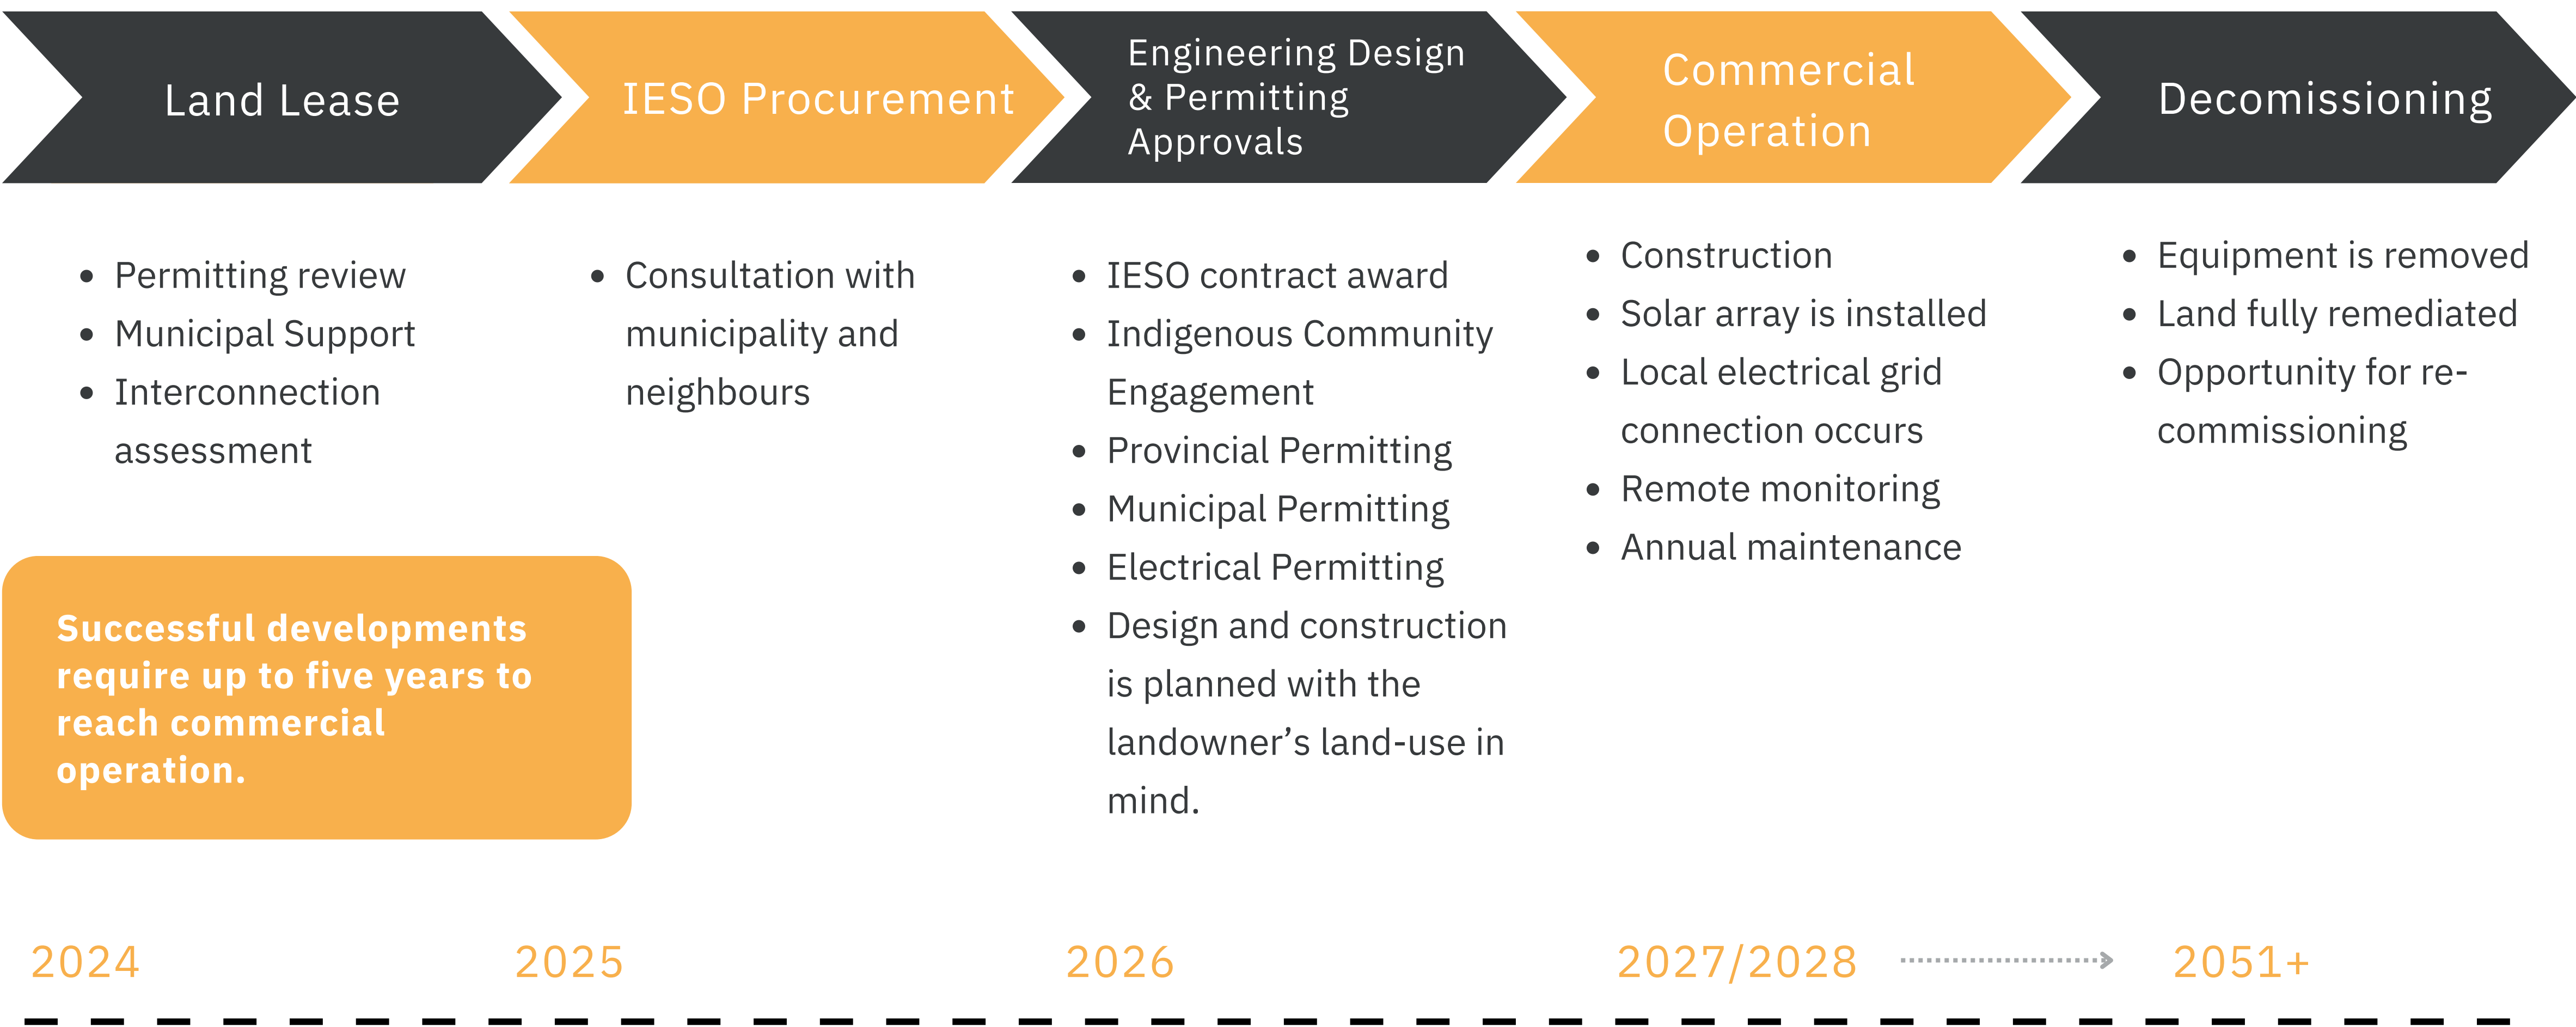 Land Lease
IESO Procurement
Engineering Design
& Permitting
Approvals
Commercial
Operation
Decomissioning
• Permitting review
• Municipal Support
• Interconnection
assessment
• Consultation with
municipality and
neighbours
• IESO contract award
• Indigenous Community
Engagement
• Provincial Permitting
• Municipal Permitting
• Electrical Permitting
• Design and construction
is planned with the
landowner’s land-use in
mind.
• Construction
• Solar array is installed
• Local electrical grid
connection occurs
• Remote monitoring
• Annual maintenance
• Equipment is removed
• Land fully remediated
• Opportunity for re-
commissioning
Successful developments
require up to five years to
reach commercial
operation.
2024
2025
2026
2027/2028
2051+